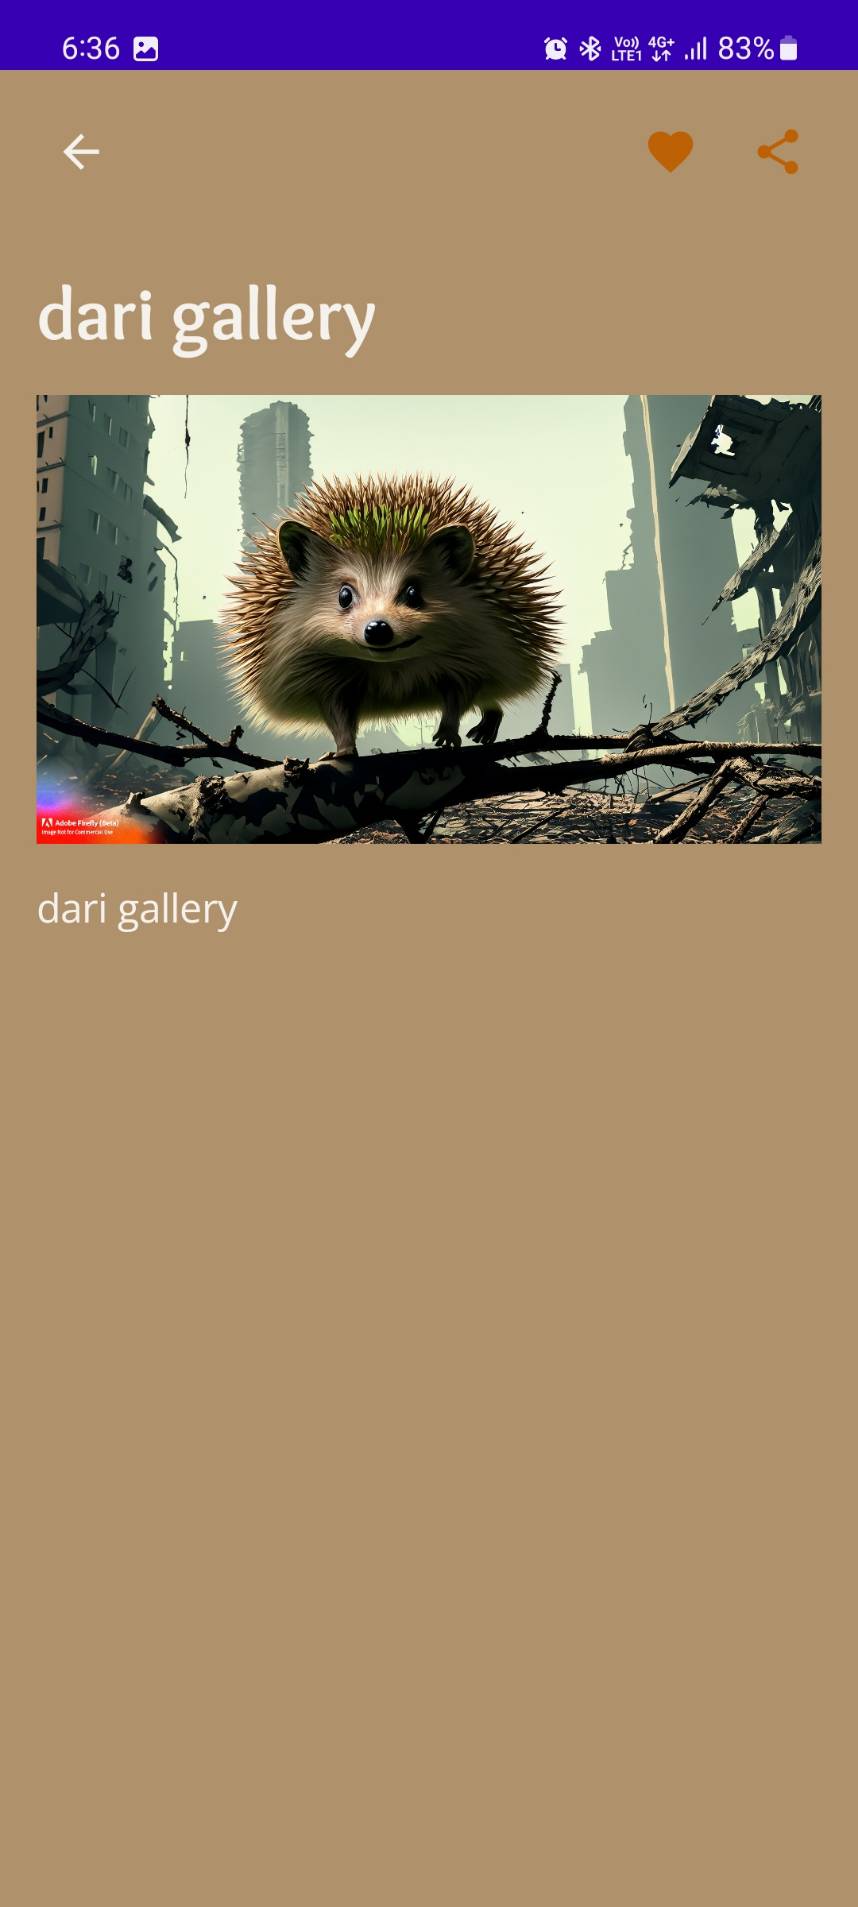 6:36
Vo)) 4G+ 83%
LTE1
dari gallery
Adobe Firefly (Beta)
Image Not for Commercial Use
dari gallery